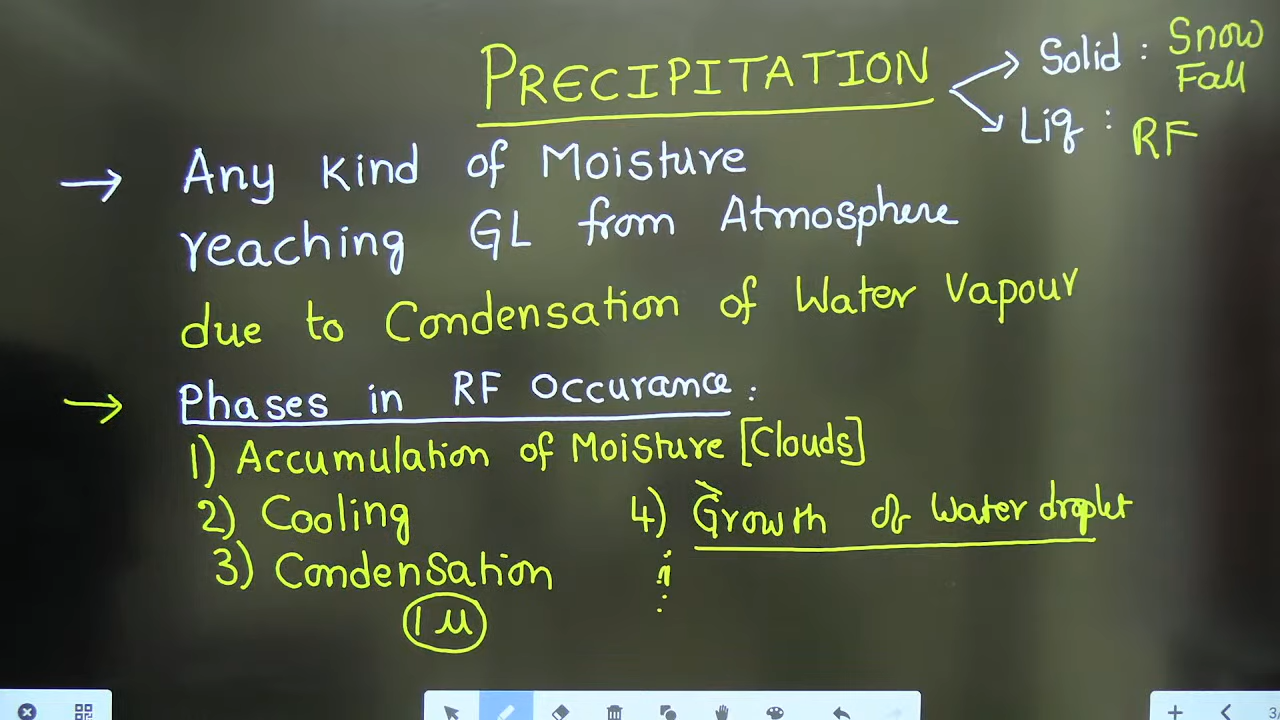 PRECIPITATION → Solid : Snow Fall
→ Liq : RF
→ Any Kind of Moisture
reaching GL from Atmosphere
due to Condensation of Water Vapour
→ Phases in RF Occurance :
1) Accumulation of Moisture [Clouds]
2) Cooling
3) Condensation
1 μ
4) Growth of Water droplet
3